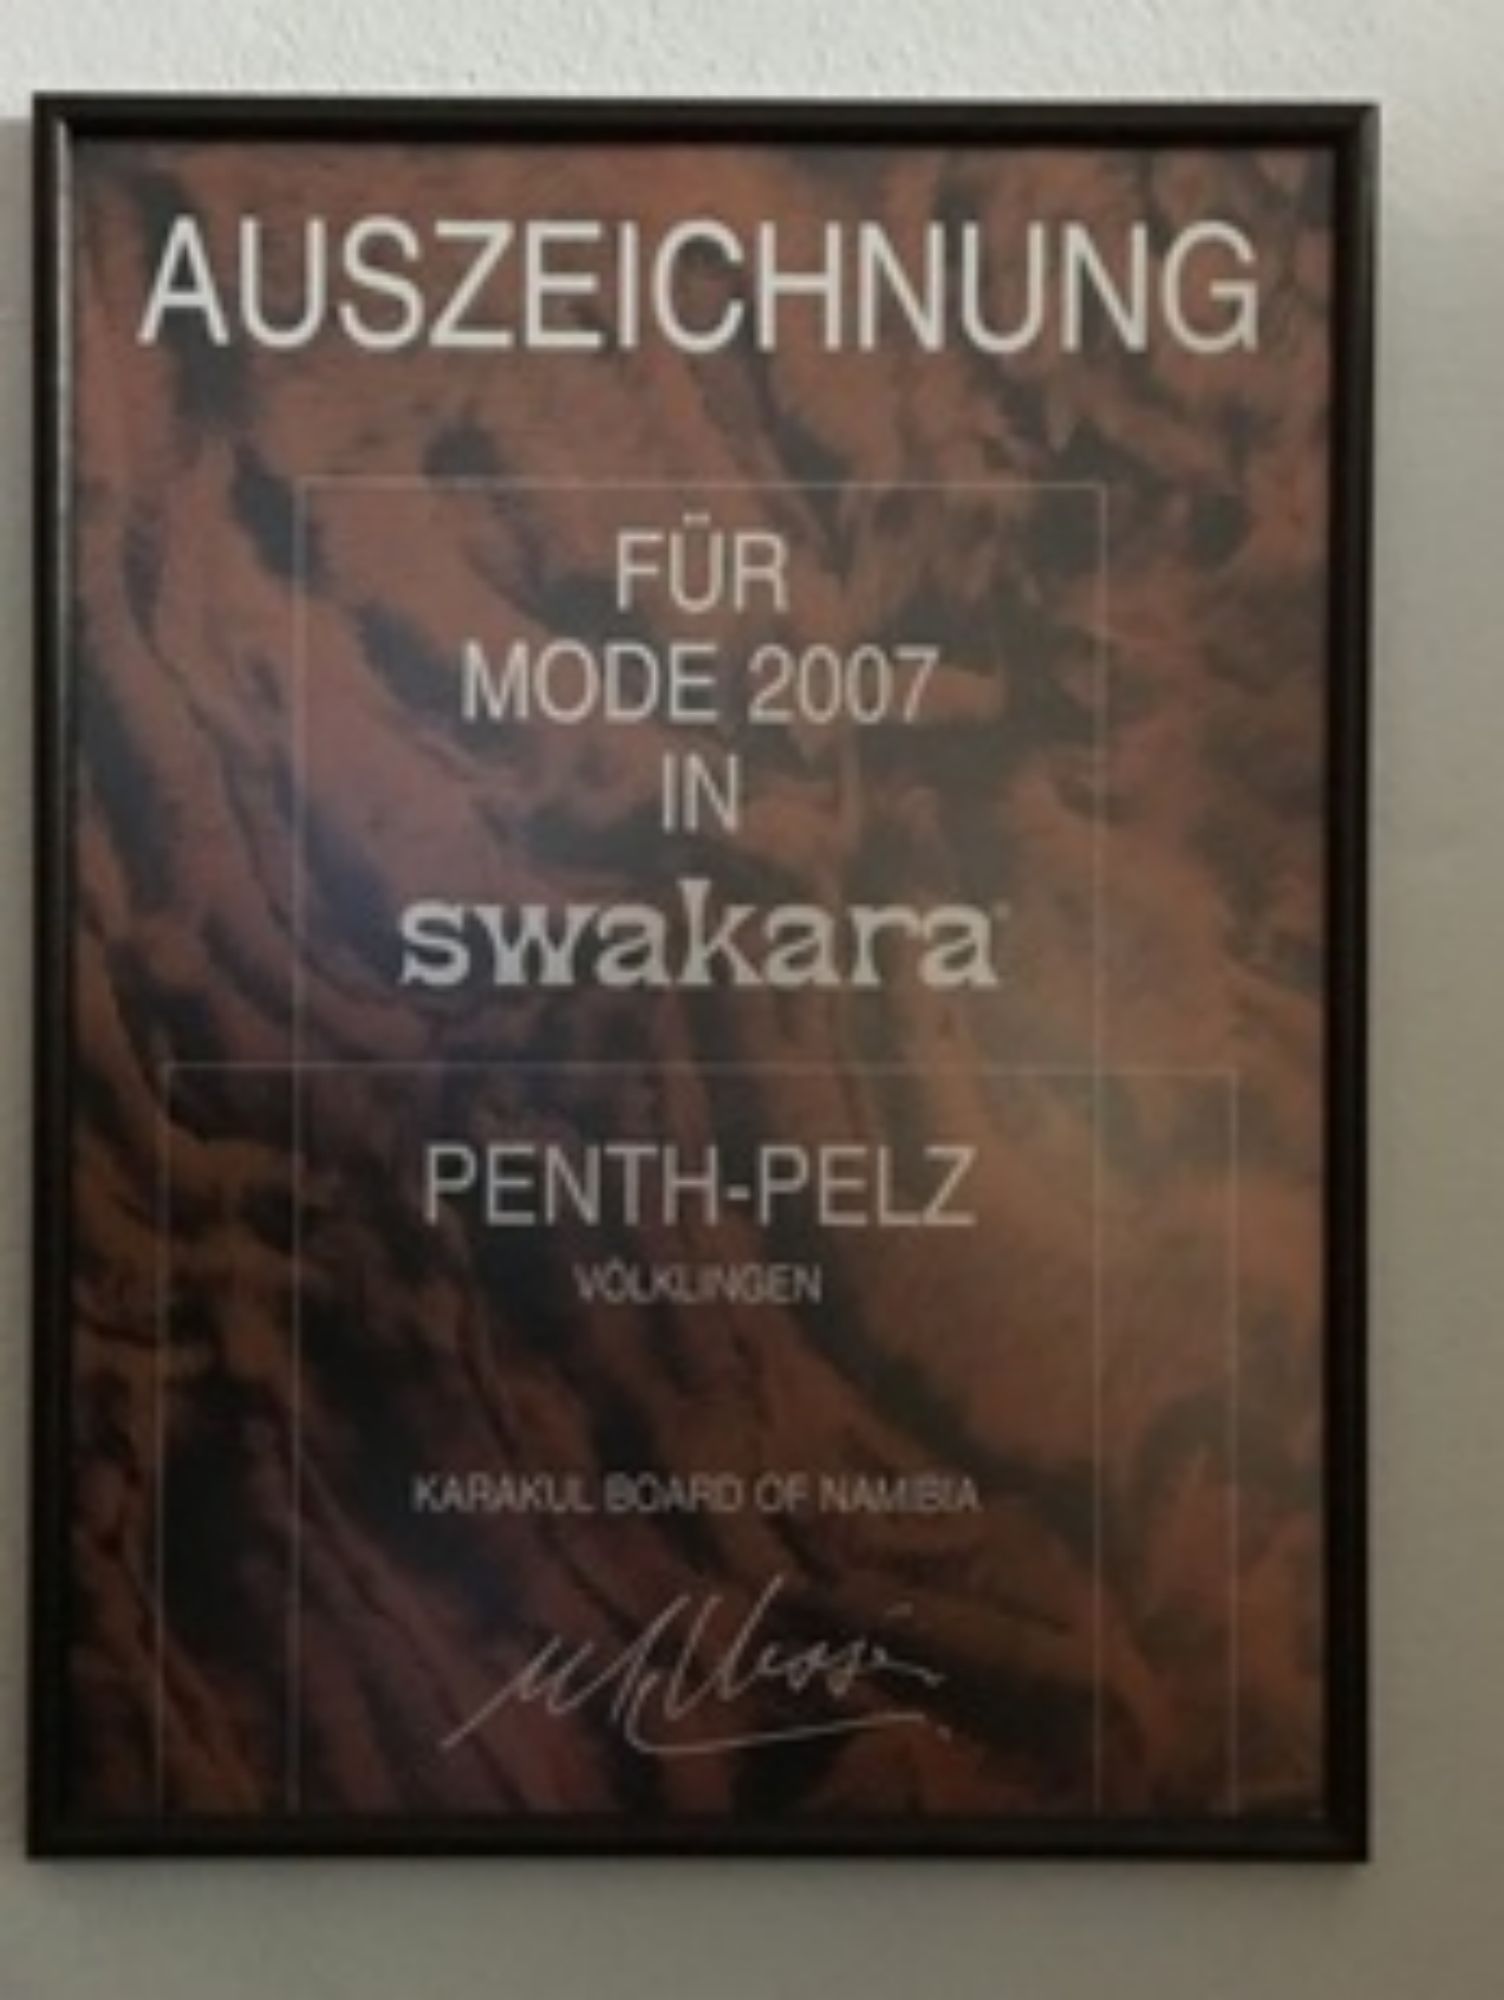 AUSZEICHNUNG
FÜR
MODE 2007
IN
swakara
PENTH-PELZ
VÖLKLINGEN
KARAKUL BOARD OF NAMIBIA